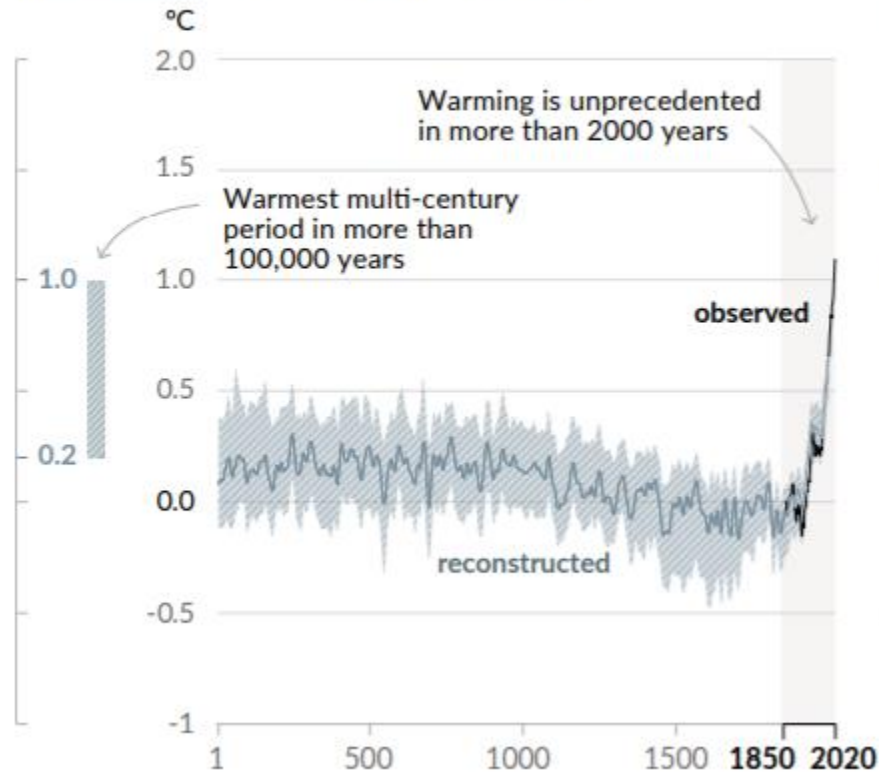 °C
2.0
Warming is unprecedented
in more than 2000 years
1.5
Warmest multi-century
period in more than
100,000 years
1.0
1.0
observed
0.5
0.2
0.0
reconstructed
-0.5
-1
1 500 1000 1500 1850 2020